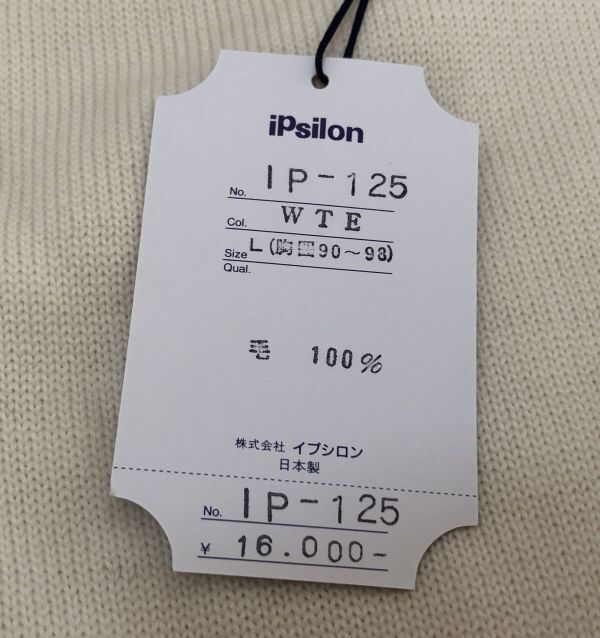 iPsilon
No. IP-125
Col. WTE
Size L(胸囲90～98)
Qual.
毛 100%
株式会社 イプシロン
日本製
No. IP-125
¥ 16.000-